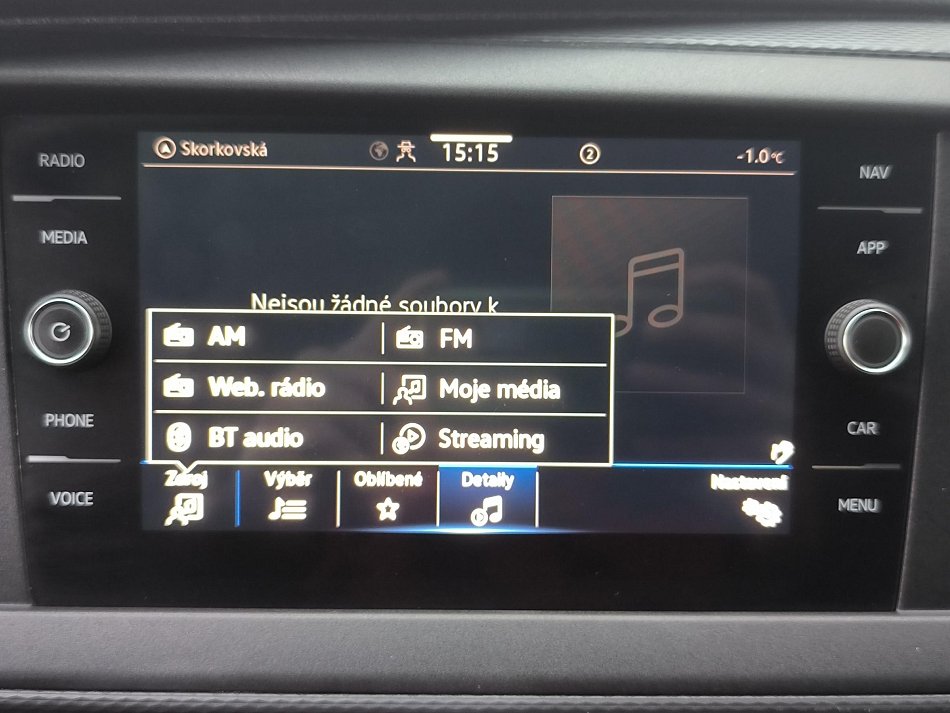 RADIO
MEDIA
PHONE
VOICE
Skorkovská
15:15
2
-1.0°C
Nejsou žádné soubory k
AM
FM
Web. rádio
Moje média
BT audio
Streaming
Zdroj
Výběr
Oblíbené
Detaily
Nastavení
NAV
APP
CAR
MENU